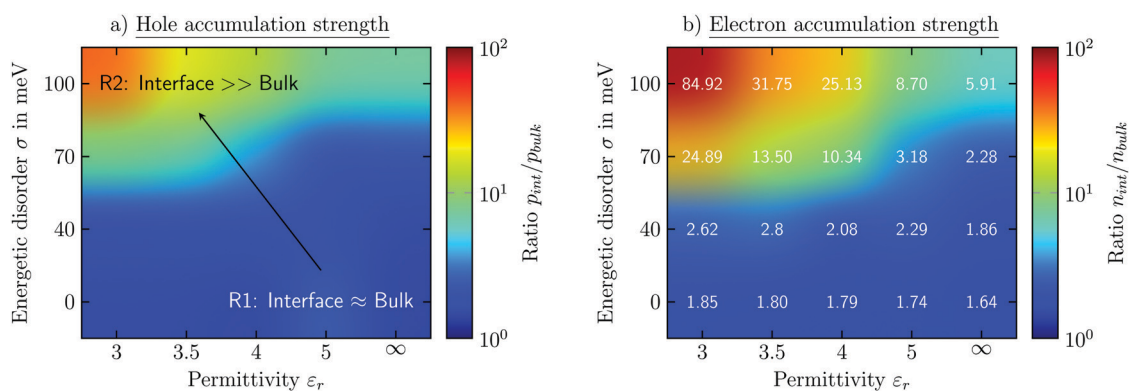 a) Hole accumulation strength
Energetic disorder σ in meV
100
70
40
0
R2: Interface >> Bulk
R1: Interface ≈ Bulk
3
3.5
4
5
∞
Permittivity εr
10^2
10^1
10^0
Ratio p_int/p_bulk
b) Electron accumulation strength
Energetic disorder σ in meV
100
70
40
0
84.92 31.75 25.13 8.70 5.91
24.89 13.50 10.34 3.18 2.28
2.62 2.8 2.08 2.29 1.86
1.85 1.80 1.79 1.74 1.64
3
3.5
4
5
∞
Permittivity εr
10^2
10^1
10^0
Ratio n_int/n_bulk